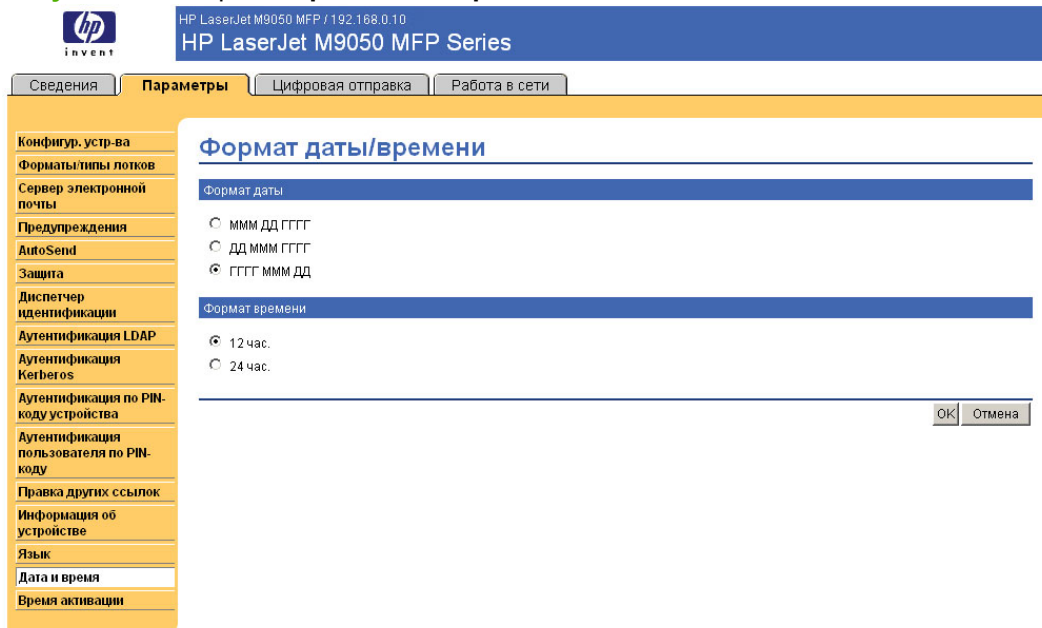 hp
invent
HP LaserJet M9050 MFP / 192.168.0.10
HP LaserJet M9050 MFP Series
Сведения
Параметры
Цифровая отправка
Работа в сети
Конфигур. устр-ва
Форматы/типы лотков
Сервер электронной
почты
Предупреждения
AutoSend
Защита
Диспетчер
идентификации
Аутентификация LDAP
Аутентификация
Kerberos
Аутентификация по PIN-
коду устройства
Аутентификация
пользователя по PIN-
коду
Правка других ссылок
Информация об
устройстве
Язык
Дата и время
Время активации
Формат даты/времени
Формат даты
МММ ДД ГГГГ
ДД МММ ГГГГ
ГГГГ МММ ДД
Формат времени
12 час.
24 час.
OK
Отмена